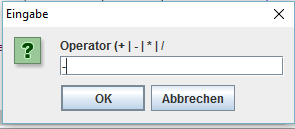 Eingabe
Operator (+ | - | * | /
-
OK Abbrechen